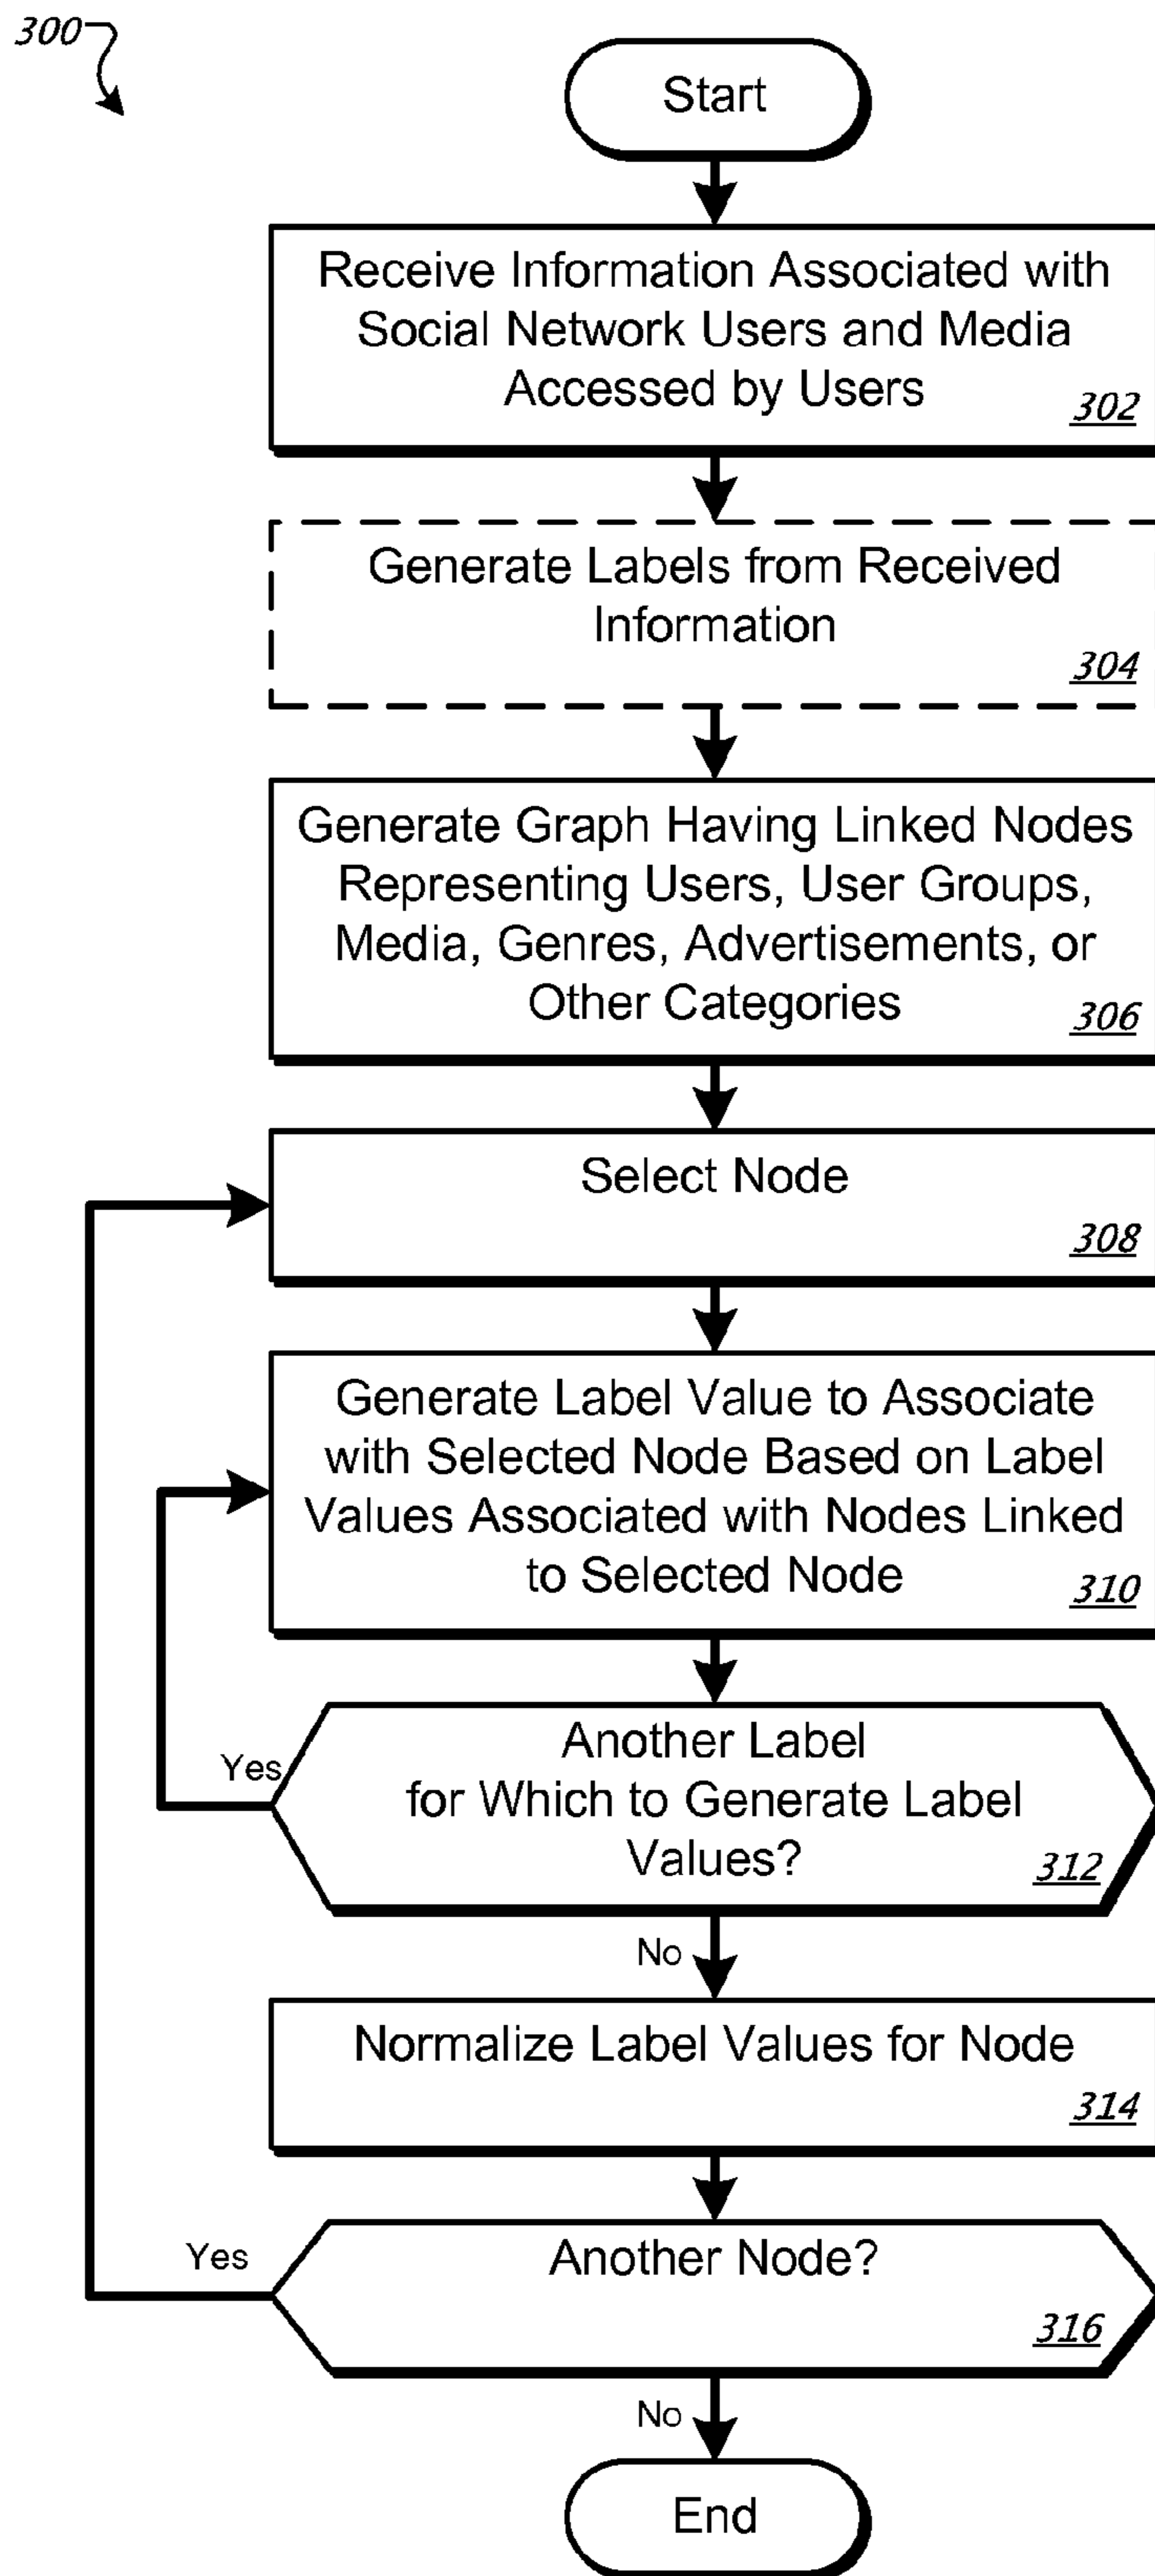 300
Start
Receive Information Associated with
Social Network Users and Media
Accessed by Users
302
Generate Labels from Received
Information
304
Generate Graph Having Linked Nodes
Representing Users, User Groups,
Media, Genres, Advertisements, or
Other Categories
306
Select Node
308
Generate Label Value to Associate
with Selected Node Based on Label
Values Associated with Nodes Linked
to Selected Node
310
Another Label
for Which to Generate Label
Values?
312
Yes
No
Normalize Label Values for Node
314
Another Node?
316
Yes
No
End